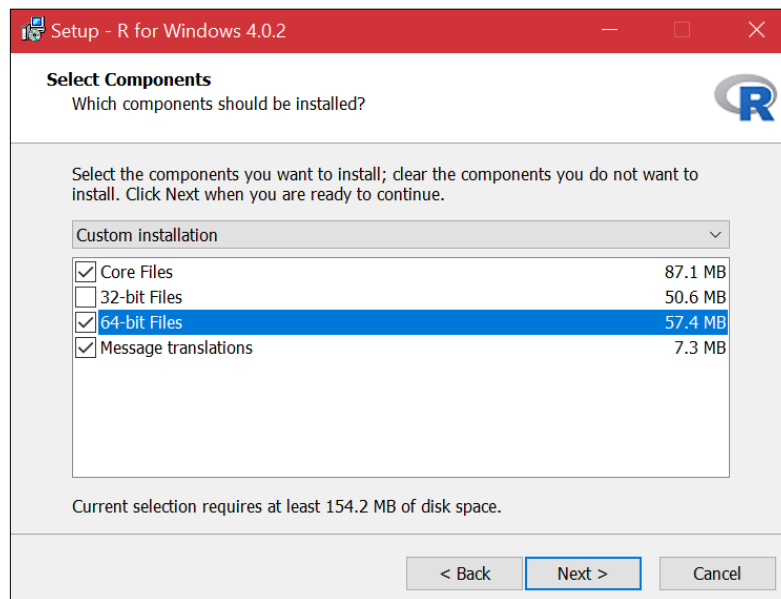 Setup - R for Windows 4.0.2
Select Components
Which components should be installed?
R
Select the components you want to install; clear the components you do not want to
install. Click Next when you are ready to continue.
Custom installation
Core Files 87.1 MB
32-bit Files 50.6 MB
64-bit Files 57.4 MB
Message translations 7.3 MB
Current selection requires at least 154.2 MB of disk space.
< Back Next > Cancel